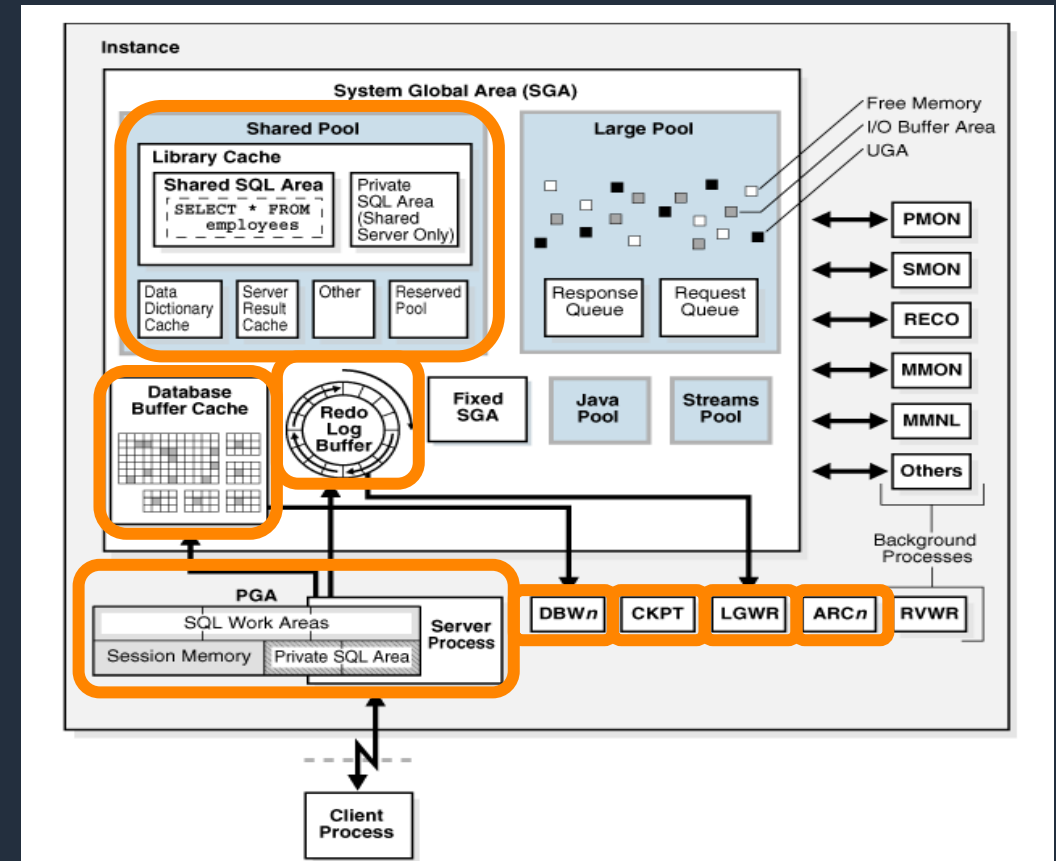 Instance
System Global Area (SGA)
Shared Pool
Library Cache
Shared SQL Area
SELECT * FROM
employees
Private
SQL Area
(Shared
Server Only)
Data
Dictionary
Cache
Server
Result
Cache
Other
Reserved
Pool
Large Pool
Response
Queue
Request
Queue
Free Memory
I/O Buffer Area
UGA
Database
Buffer Cache
Redo
Log
Buffer
Fixed
SGA
Java
Pool
Streams
Pool
PMON
SMON
RECO
MMON
MMNL
Others
Background
Processes
PGA
SQL Work Areas
Session Memory
Private SQL Area
Server
Process
DBWn
CKPT
LGWR
ARCn
RVWR
Client
Process